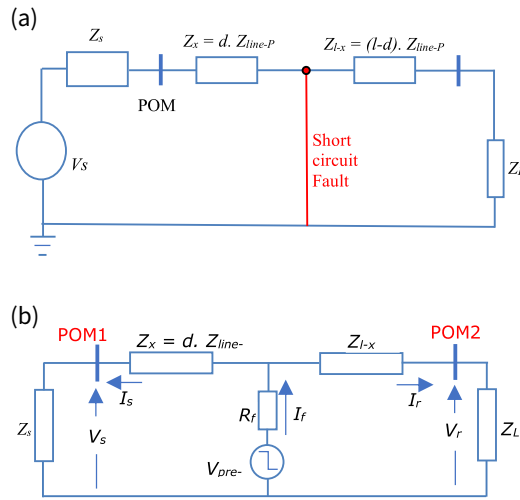 (a)
Zs
Zx = d. Zline-P
Zl-x = (l-d). Zline-P
POM
Short
circuit
Fault
VS
(b)
POM1
Zx = d. Zline-
Zl-x
POM2
Is
Ir
Zs
Rf
If
ZL
Vs
Vr
Vpre-